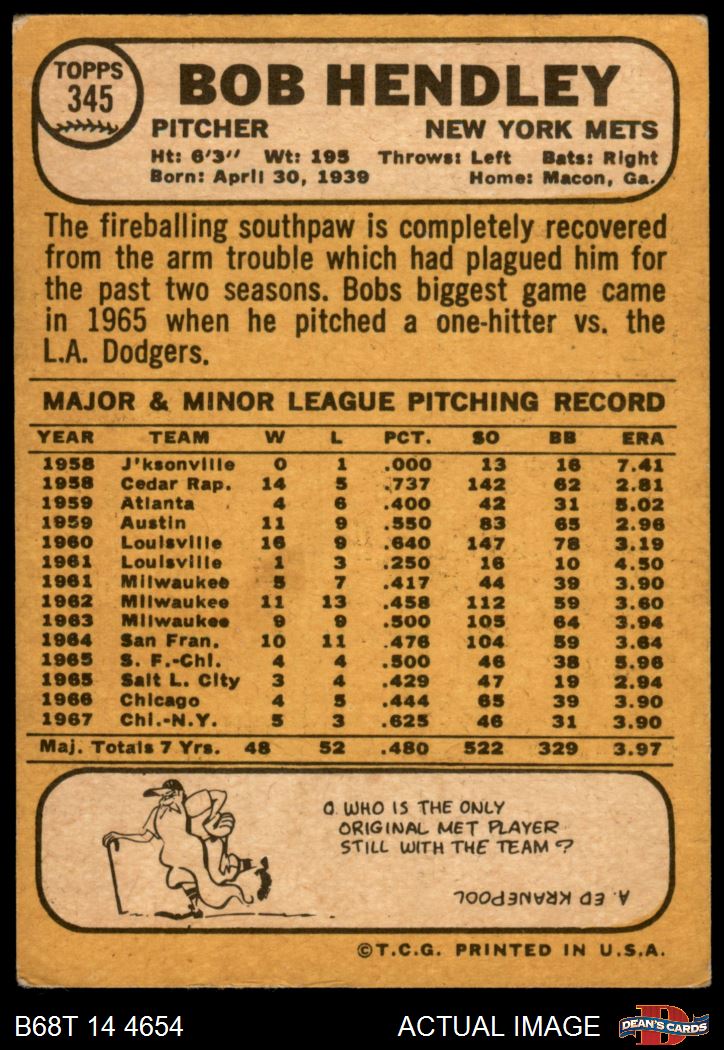 TOPPS
345
BOB HENDLEY
PITCHER NEW YORK METS
Ht: 6'3" Wt: 195 Throws: Left Bats: Right
Born: April 30, 1939 Home: Macon, Ga.
The fireballing southpaw is completely recovered
from the arm trouble which had plagued him for
the past two seasons. Bobs biggest game came
in 1965 when he pitched a one-hitter vs. the
L.A. Dodgers.
MAJOR & MINOR LEAGUE PITCHING RECORD
YEAR TEAM W L PCT. SO BB ERA
1958 J'ksonville 0 1 .000 13 16 7.41
1958 Cedar Rap. 14 5 .737 142 62 2.81
1959 Atlanta 4 6 .400 42 31 5.02
1959 Austin 11 9 .550 83 65 2.96
1960 Louisville 16 9 .640 147 78 3.19
1961 Louisville 1 3 .250 16 10 4.50
1961 Milwaukee 5 7 .417 44 39 3.90
1962 Milwaukee 11 13 .458 112 59 3.60
1963 Milwaukee 9 9 .500 105 64 3.94
1964 San Fran. 10 11 .476 104 59 3.64
1965 S. F.-Chi. 4 4 .500 46 38 5.96
1965 Salt L. City 3 4 .429 47 19 2.94
1966 Chicago 4 5 .444 65 39 3.90
1967 Chi.-N.Y. 5 3 .625 46 31 3.90
Maj. Totals 7 Yrs. 48 52 .480 522 329 3.97
Q. WHO IS THE ONLY
ORIGINAL MET PLAYER
STILL WITH THE TEAM?
A. ED KRANEPOOL
©T.C.G. PRINTED IN U.S.A.
B68T 14 4654 ACTUAL IMAGE DEAN'S CARDS